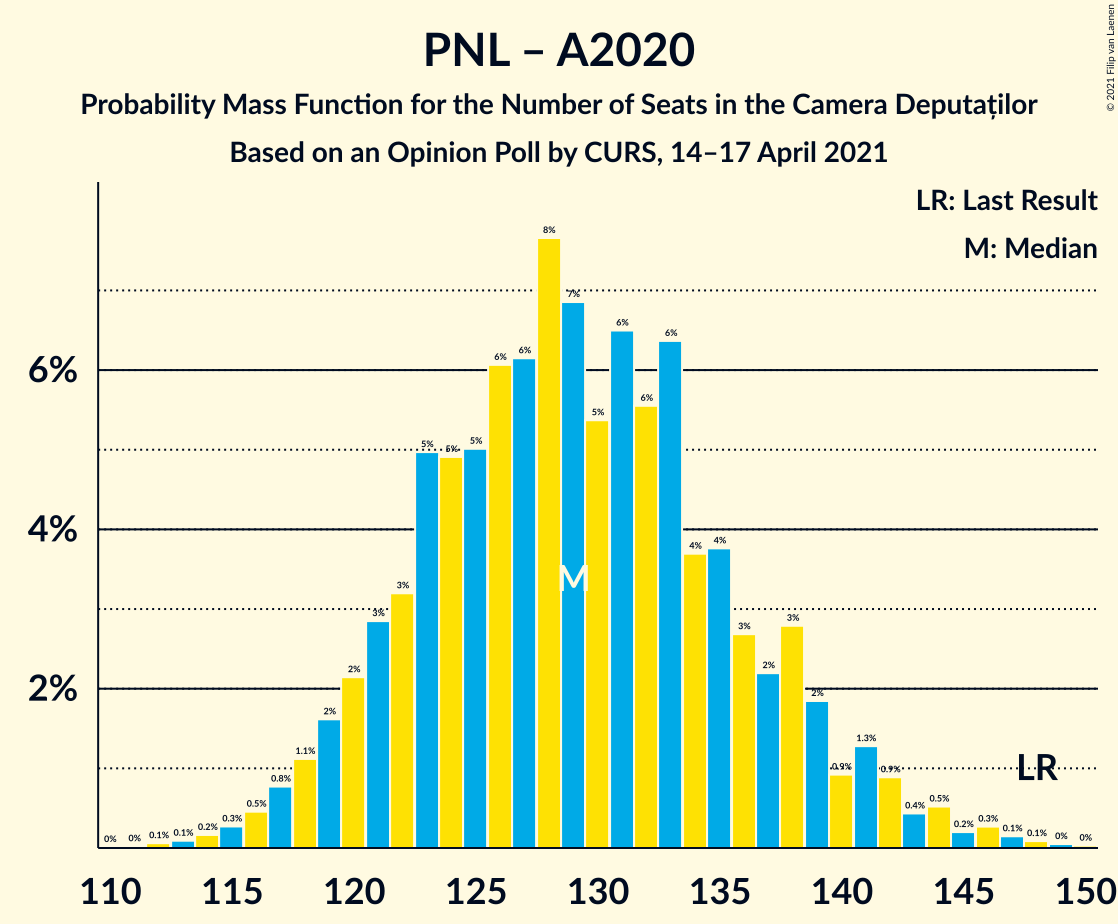 PNL – A2020
Probability Mass Function for the Number of Seats in the Camera Deputaților
Based on an Opinion Poll by CURS, 14–17 April 2021
© 2021 Filip van Laenen
LR: Last Result
M: Median
6%
4%
2%
0% 0% 0.1% 0.1% 0.2% 0.3% 0.5% 0.8% 1.1% 2% 2% 3% 3% 5% 5% 5% 6% 6% 8% 7% 5% 6% 6% 6% 4% 4% 3% 2% 3% 2% 0.9% 1.3% 0.9% 0.4% 0.5% 0.2% 0.3% 0.1% 0.1% 0% 0%
M
LR
110 115 120 125 130 135 140 145 150